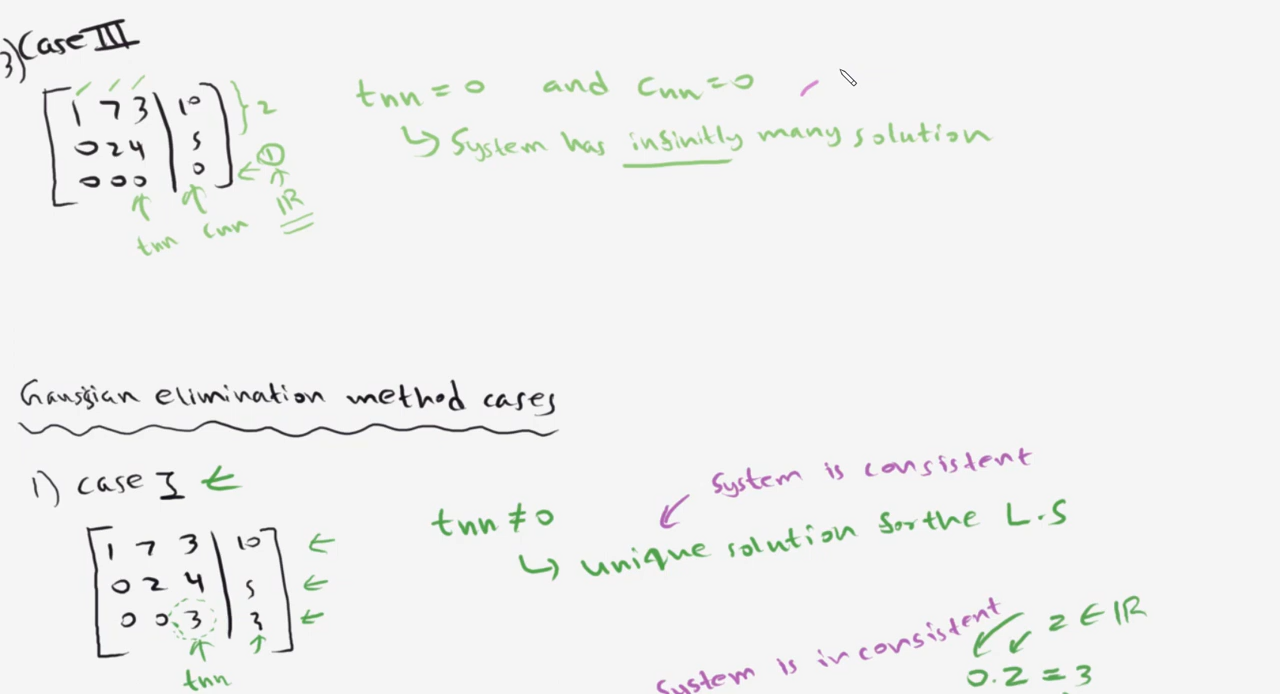 3) Case III
1 7 3 | 10 } 2
0 2 4 | 5
0 0 0 | 0 ← ①
tnn cnn IR
tnn = 0 and cnn = 0
↳ System has infinitly many solution
Gaussian elimination method cases
1) case I ←
1 7 3 | 10 ←
0 2 4 | 5 ←
0 0 3 | 3 ←
tnn
System is consistent
tnn ≠ 0
↳ unique solution for the L.S
System is inconsistent
z ∈ IR
0.z = 3